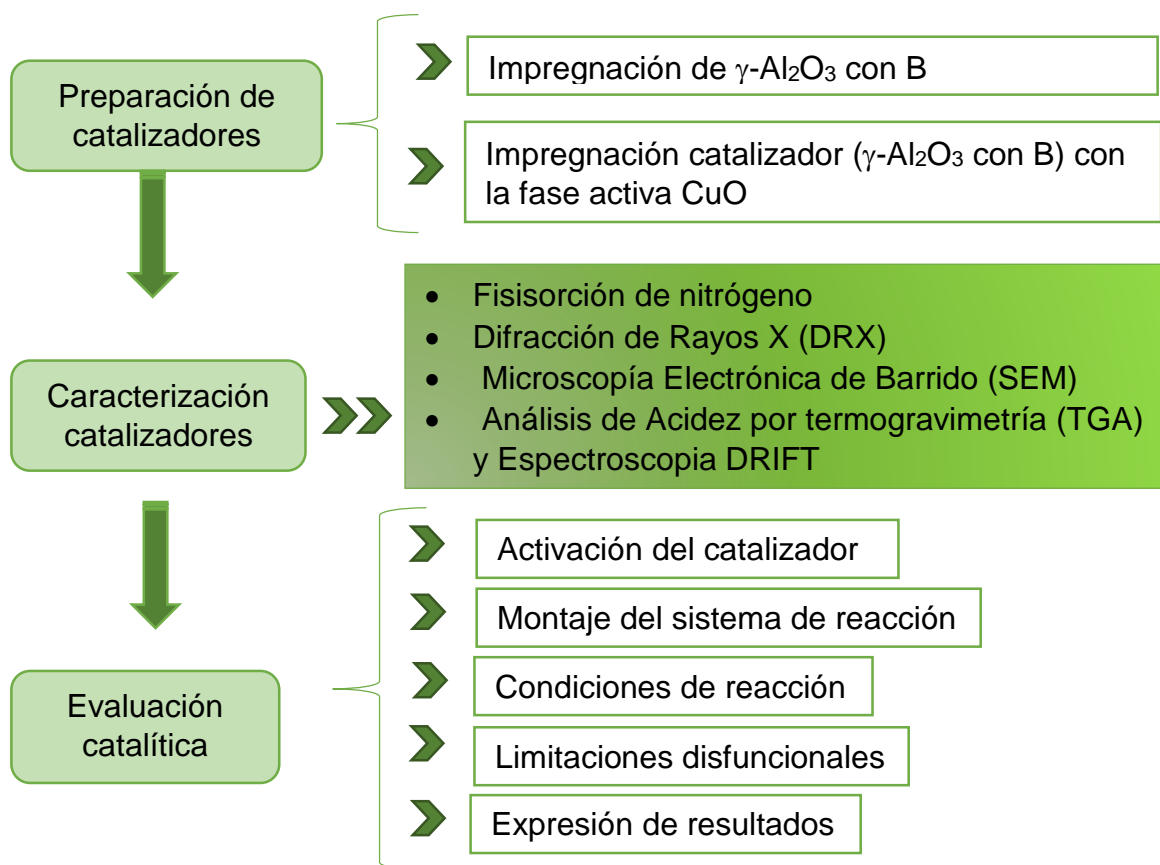 Preparación de
catalizadores
Impregnación de γ-Al₂O₃ con B
Impregnación catalizador (γ-Al₂O₃ con B) con
la fase activa CuO
Caracterización
catalizadores
• Fisisorción de nitrógeno
• Difracción de Rayos X (DRX)
• Microscopía Electrónica de Barrido (SEM)
• Análisis de Acidez por termogravimetría (TGA)
y Espectroscopia DRIFT
Evaluación
catalítica
Activación del catalizador
Montaje del sistema de reacción
Condiciones de reacción
Limitaciones disfuncionales
Expresión de resultados